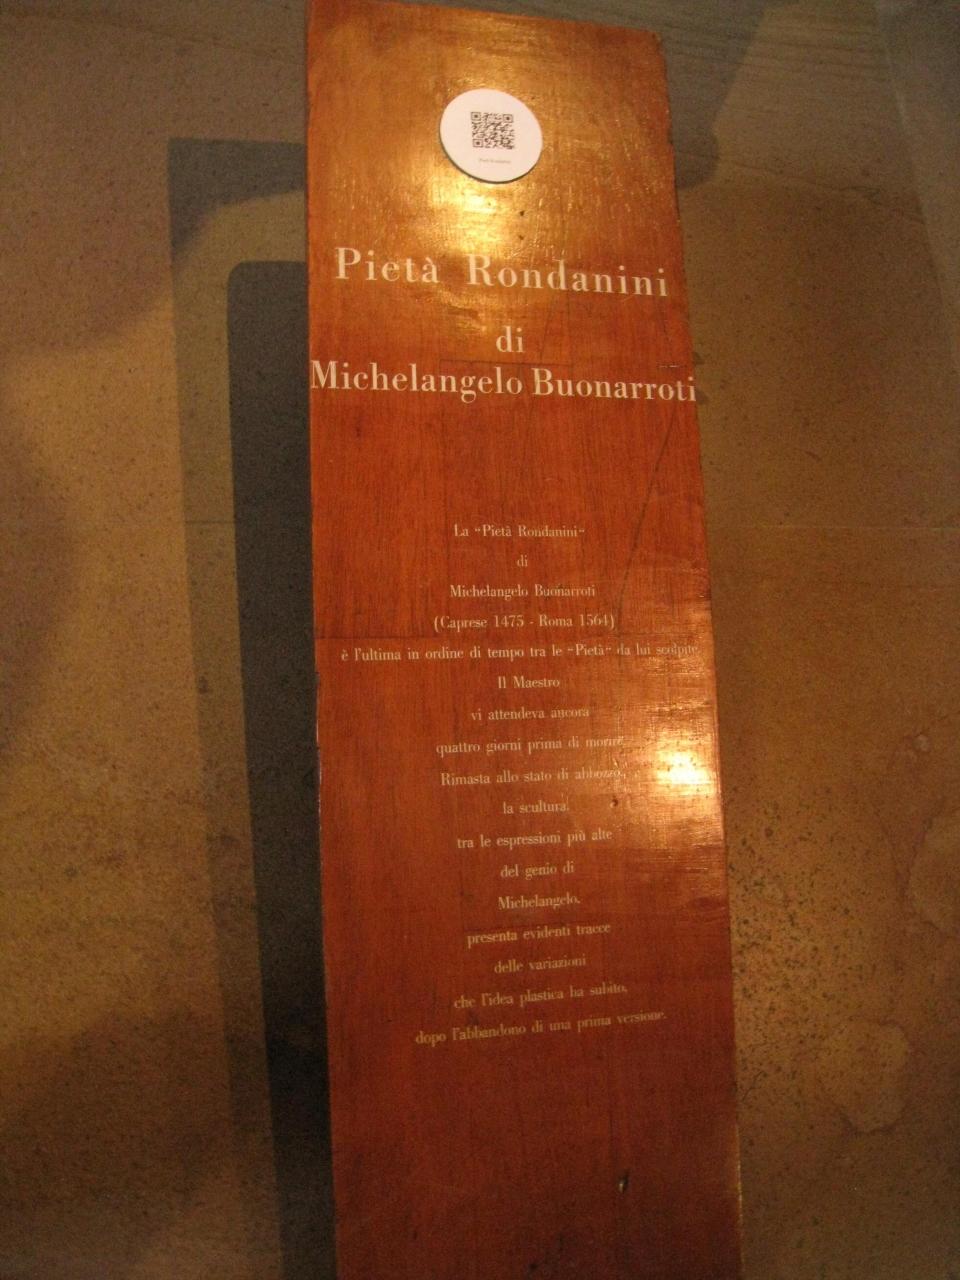 Pietà Rondanini
Pietà Rondanini
di
Michelangelo Buonarroti
La "Pietà Rondanini"
di
Michelangelo Buonarroti
(Caprese 1475 - Roma 1564)
è l'ultima in ordine di tempo tra le "Pietà" da lui scolpite.
Il Maestro
vi attendeva ancora
quattro giorni prima di morire.
Rimasta allo stato di abbozzo,
la scultura,
tra le espressioni più alte
del genio di
Michelangelo,
presenta evidenti tracce
delle variazioni
che l'idea plastica ha subito,
dopo l'abbandono di una prima versione.